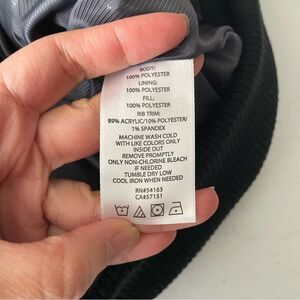 BODY:
100% POLYESTER
LINING:
100% POLYESTER
FILL:
100% POLYESTER
RIB TRIM:
89% ACRYLIC/10% POLYESTER/
1% SPANDEX
MACHINE WASH COLD
WITH LIKE COLORS ONLY
INSIDE OUT
REMOVE PROMPTLY
ONLY NON-CHLORINE BLEACH
IF NEEDED
TUMBLE DRY LOW
COOL IRON WHEN NEEDED
RN#54163
CA#57151